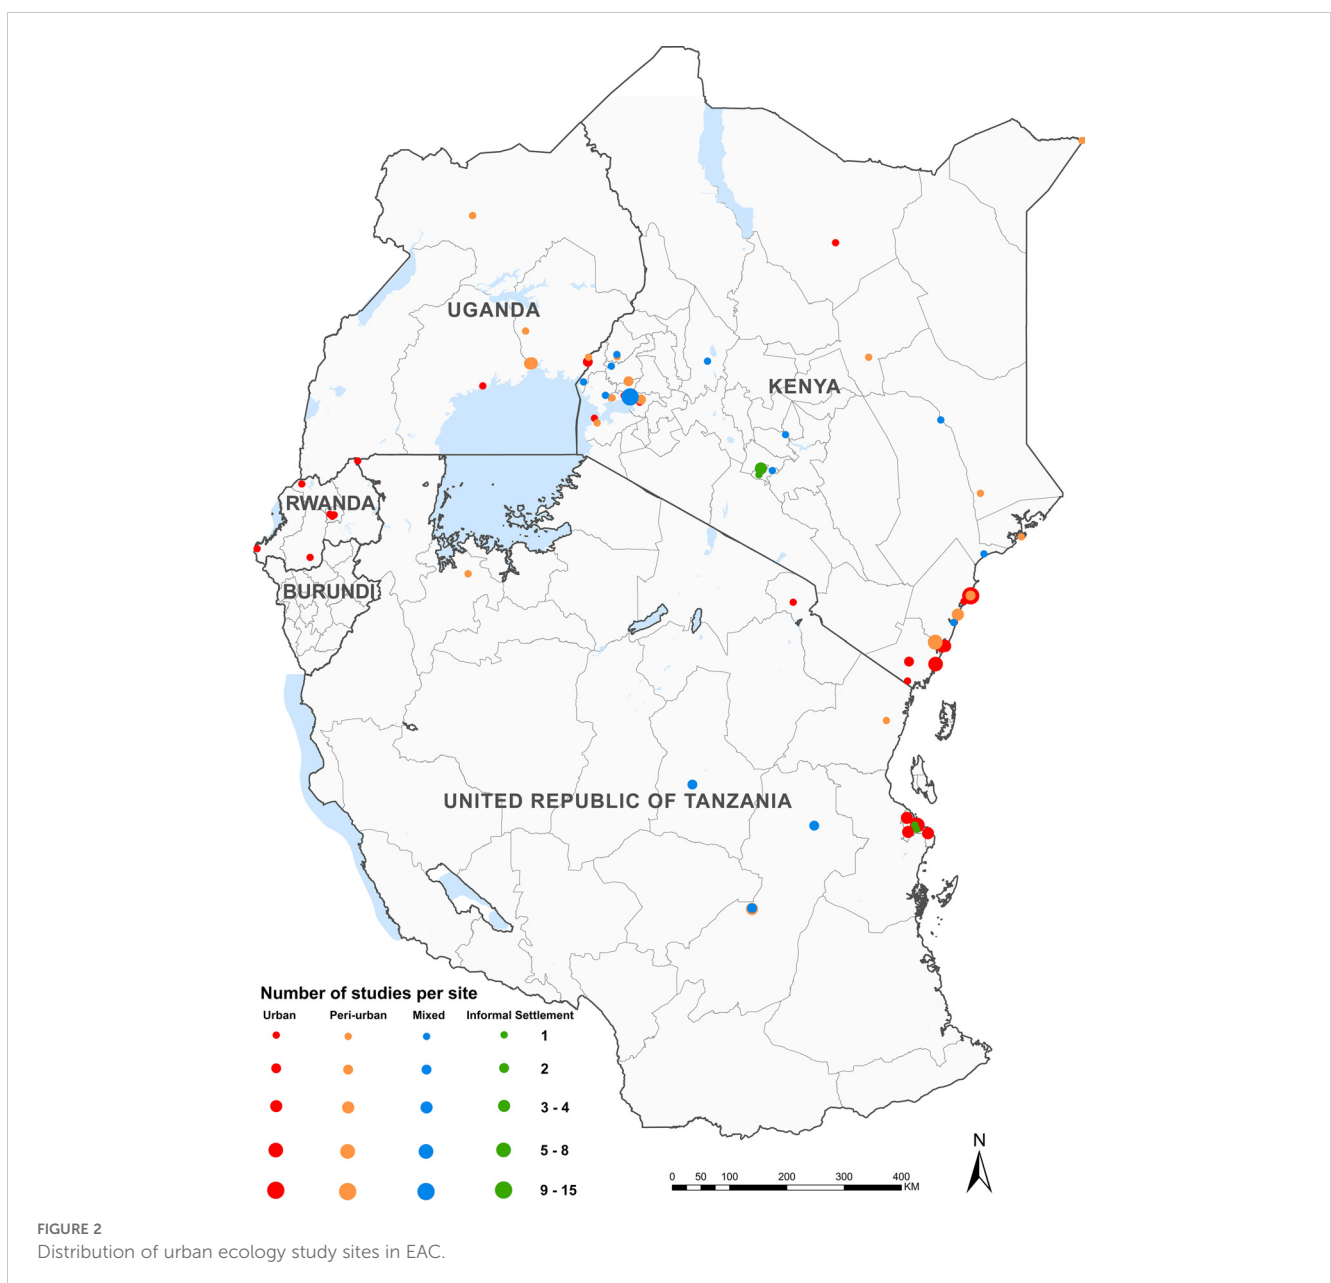 UGANDA
KENYA
RWANDA
BURUNDI
UNITED REPUBLIC OF TANZANIA
Number of studies per site
Urban Peri-urban Mixed Informal Settlement
1
2
3 - 4
5 - 8
9 - 15
N
0 50 100 200 300 400
KM
FIGURE 2
Distribution of urban ecology study sites in EAC.